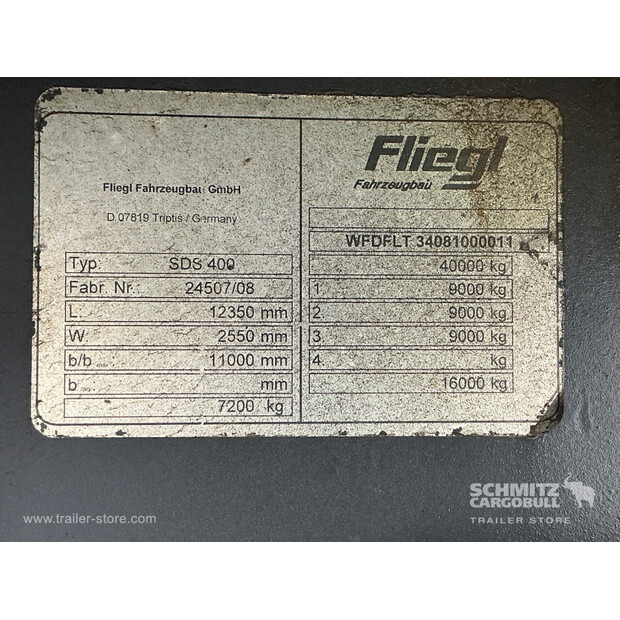 Fliegl Fahrzeugbau GmbH
D 07819 Triptis / Germany
Typ: SDS 400
Fabr. Nr.: 24507/08
L: 12350 mm
W: 2550 mm
b/b max.: 11000 mm
b mm
7200 kg
Fliegl
Fahrzeugbau
WFDFLT 34081000011
40000 kg
1. 9000 kg
2. 9000 kg
3. 9000 kg
4. kg
16000 kg
SCHMITZ
CARGOBULL
TRAILER STORE
www.trailer-store.com